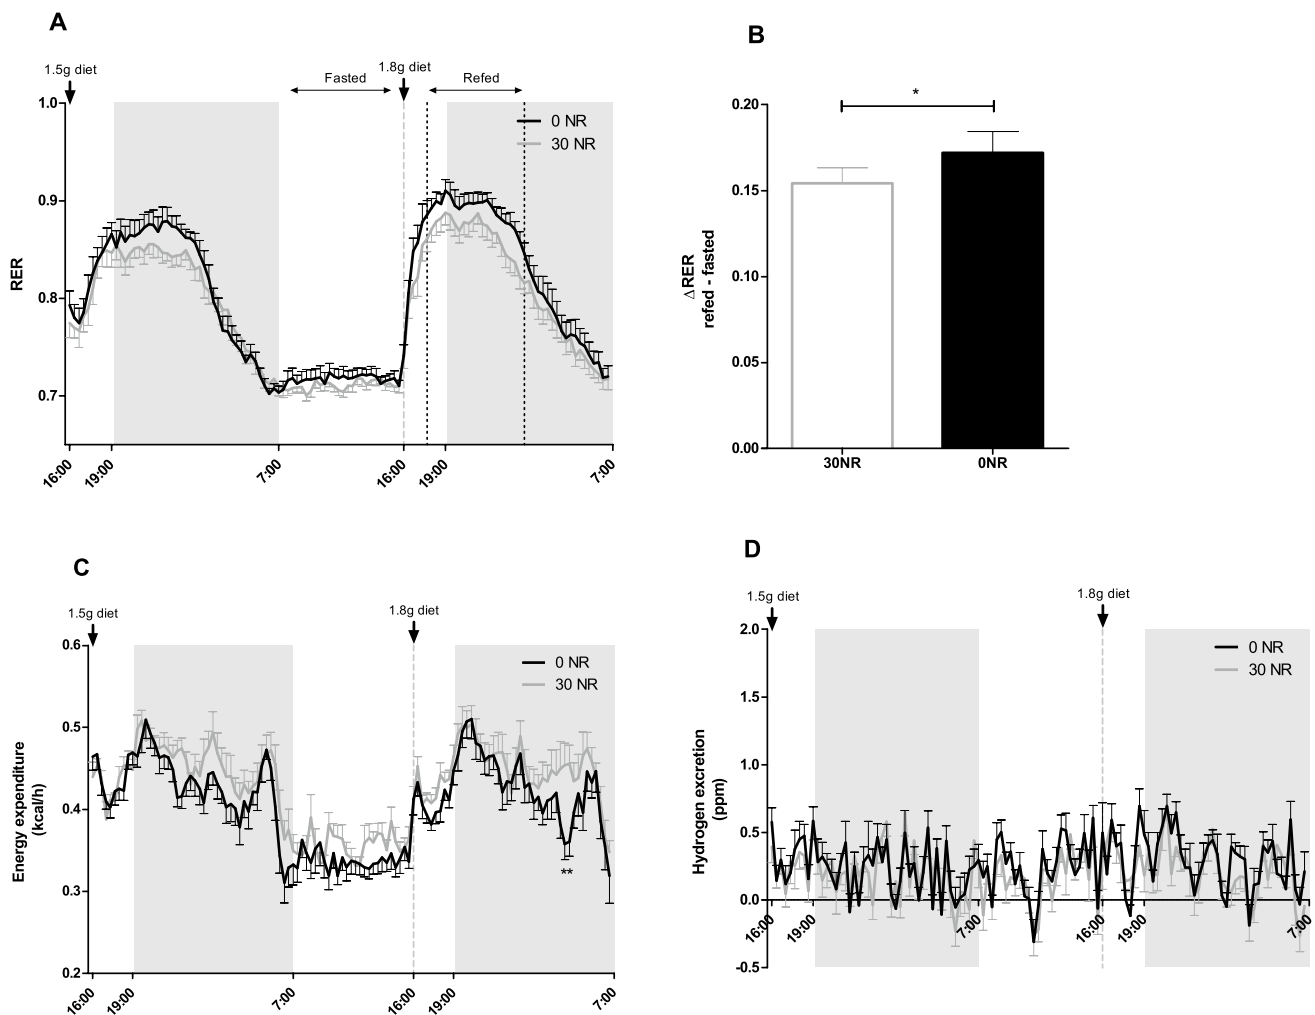 A
1.5g diet
Fasted
1.8g diet
Refed
0 NR
30 NR
1.0
0.9
0.8
0.7
RER
16:00
19:00
7:00
16:00
19:00
7:00
B
*
0.20
0.15
0.10
0.05
0.00
△RER
refed - fasted
30NR
0NR
C
1.5g diet
1.8g diet
0 NR
30 NR
0.6
0.5
0.4
0.3
0.2
Energy expenditure
(kcal/h)
**
16:00
19:00
7:00
16:00
19:00
7:00
D
1.5g diet
1.8g diet
0 NR
30 NR
2.0
1.5
1.0
0.5
0.0
-0.5
Hydrogen excretion
(ppm)
16:00
19:00
7:00
16:00
19:00
7:00